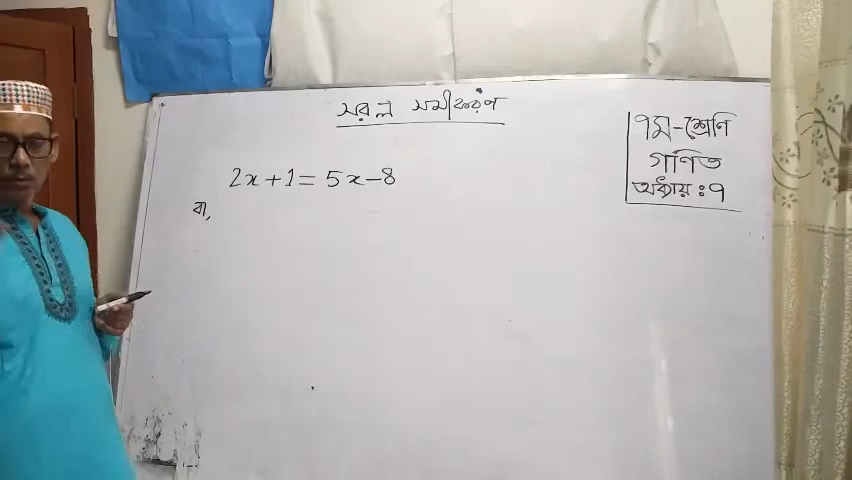 সরল সমীকরণ
৭ম-শ্রেণি
গণিত
অধ্যায় : ৭
2x+1=5x-8
বা,